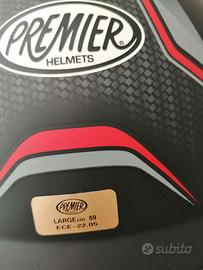 PREMIER
HELMETS
PREMIER
LARGE cm. 59
ECE-22.05
subito